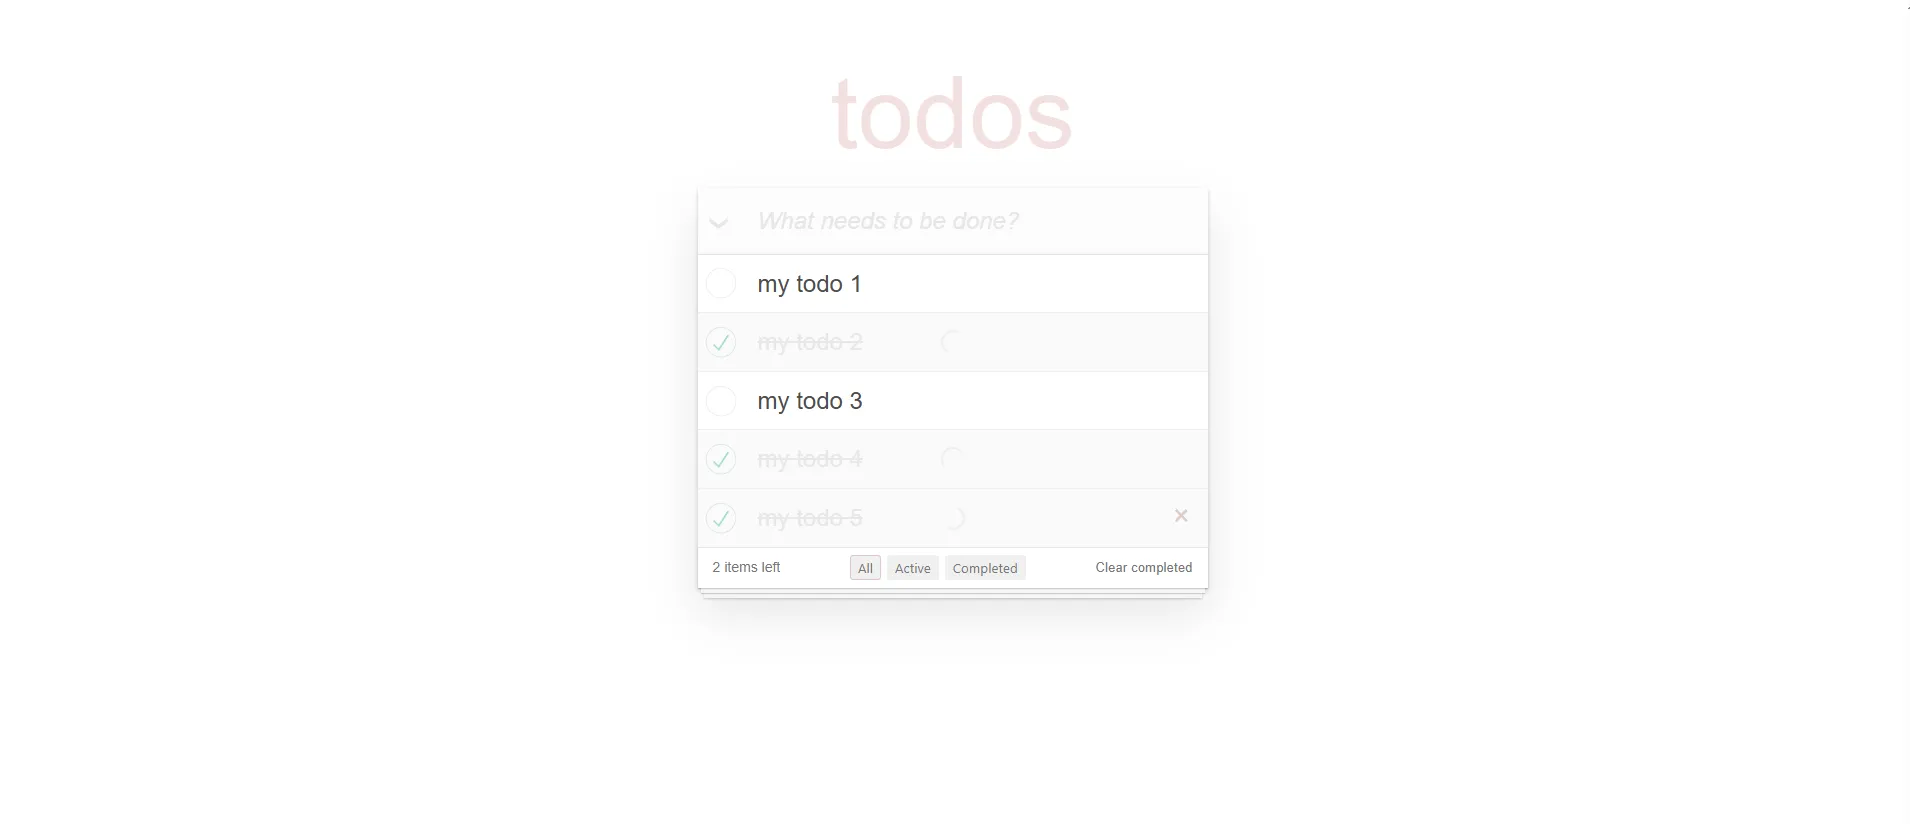 todos
What needs to be done?
my todo 1
my todo 2
my todo 3
my todo 4
my todo 5
2 items left All Active Completed Clear completed